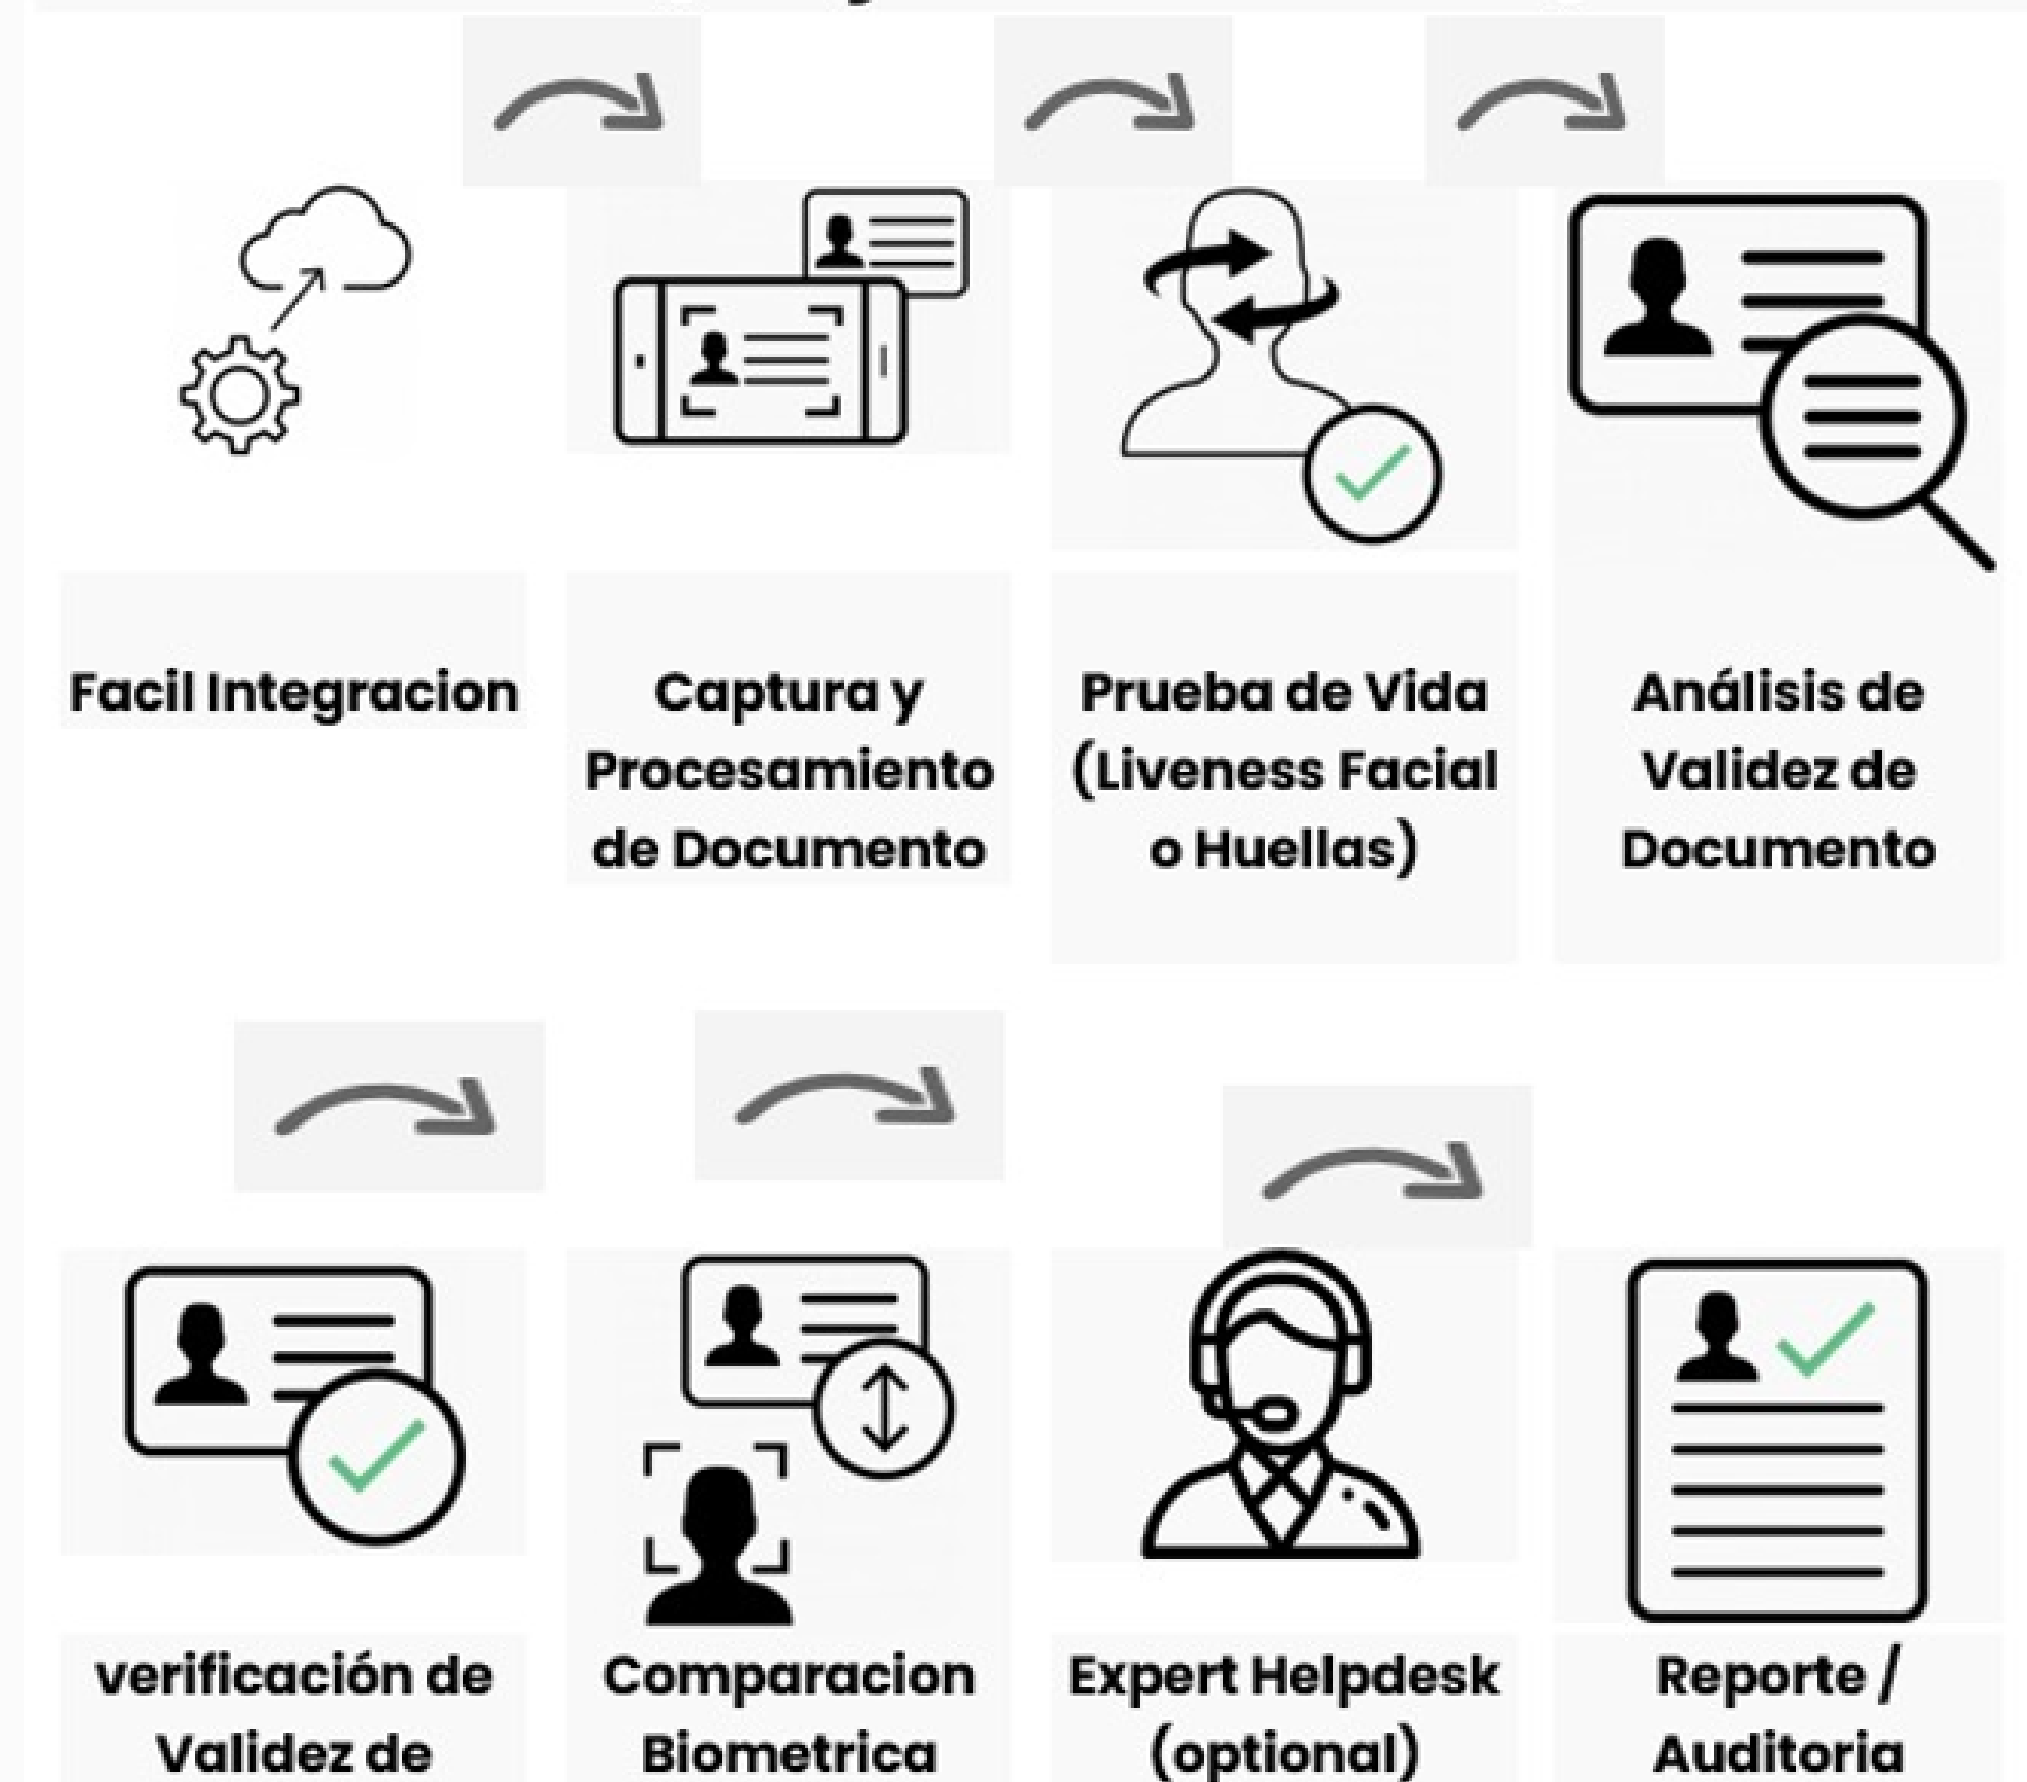 Facil Integracion
Captura y
Procesamiento
de Documento
Prueba de Vida
(Liveness Facial
o Huellas)
Análisis de
Validez de
Documento
verificación de
Validez de
Comparacion
Biometrica
Expert Helpdesk
(optional)
Reporte /
Auditoria